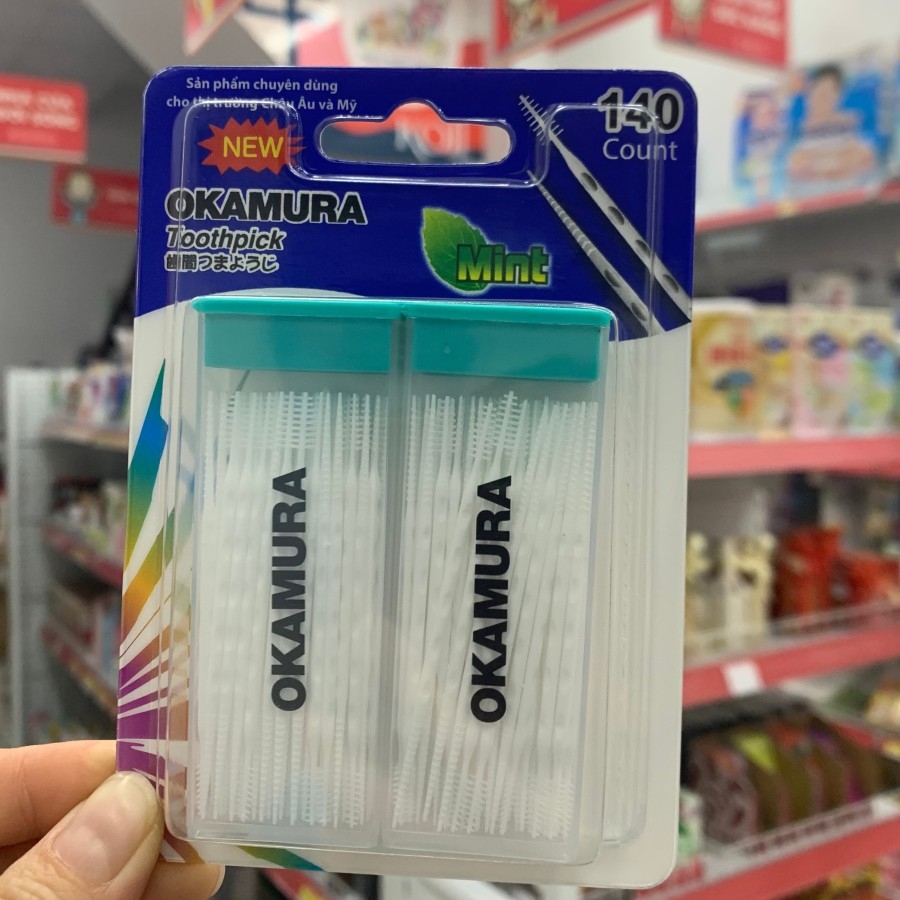 Sản phẩm chuyên dùng
cho thị trường Châu Âu và Mỹ
NEW
140
Count
OKAMURA
Toothpick
歯間つまようじ
Mint
OKAMURA
OKAMURA